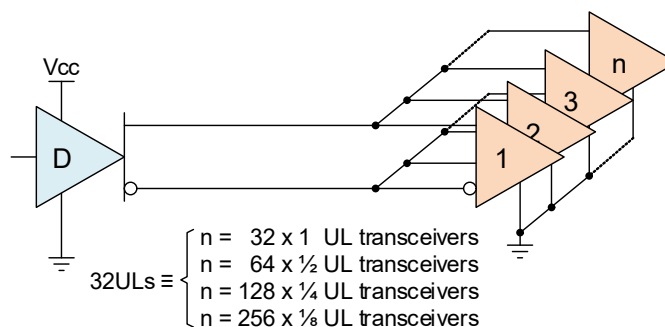 Vcc
D
n
3
2
1
32ULs ≡
n = 32 x 1 UL transceivers
n = 64 x ½ UL transceivers
n = 128 x ¼ UL transceivers
n = 256 x ⅛ UL transceivers